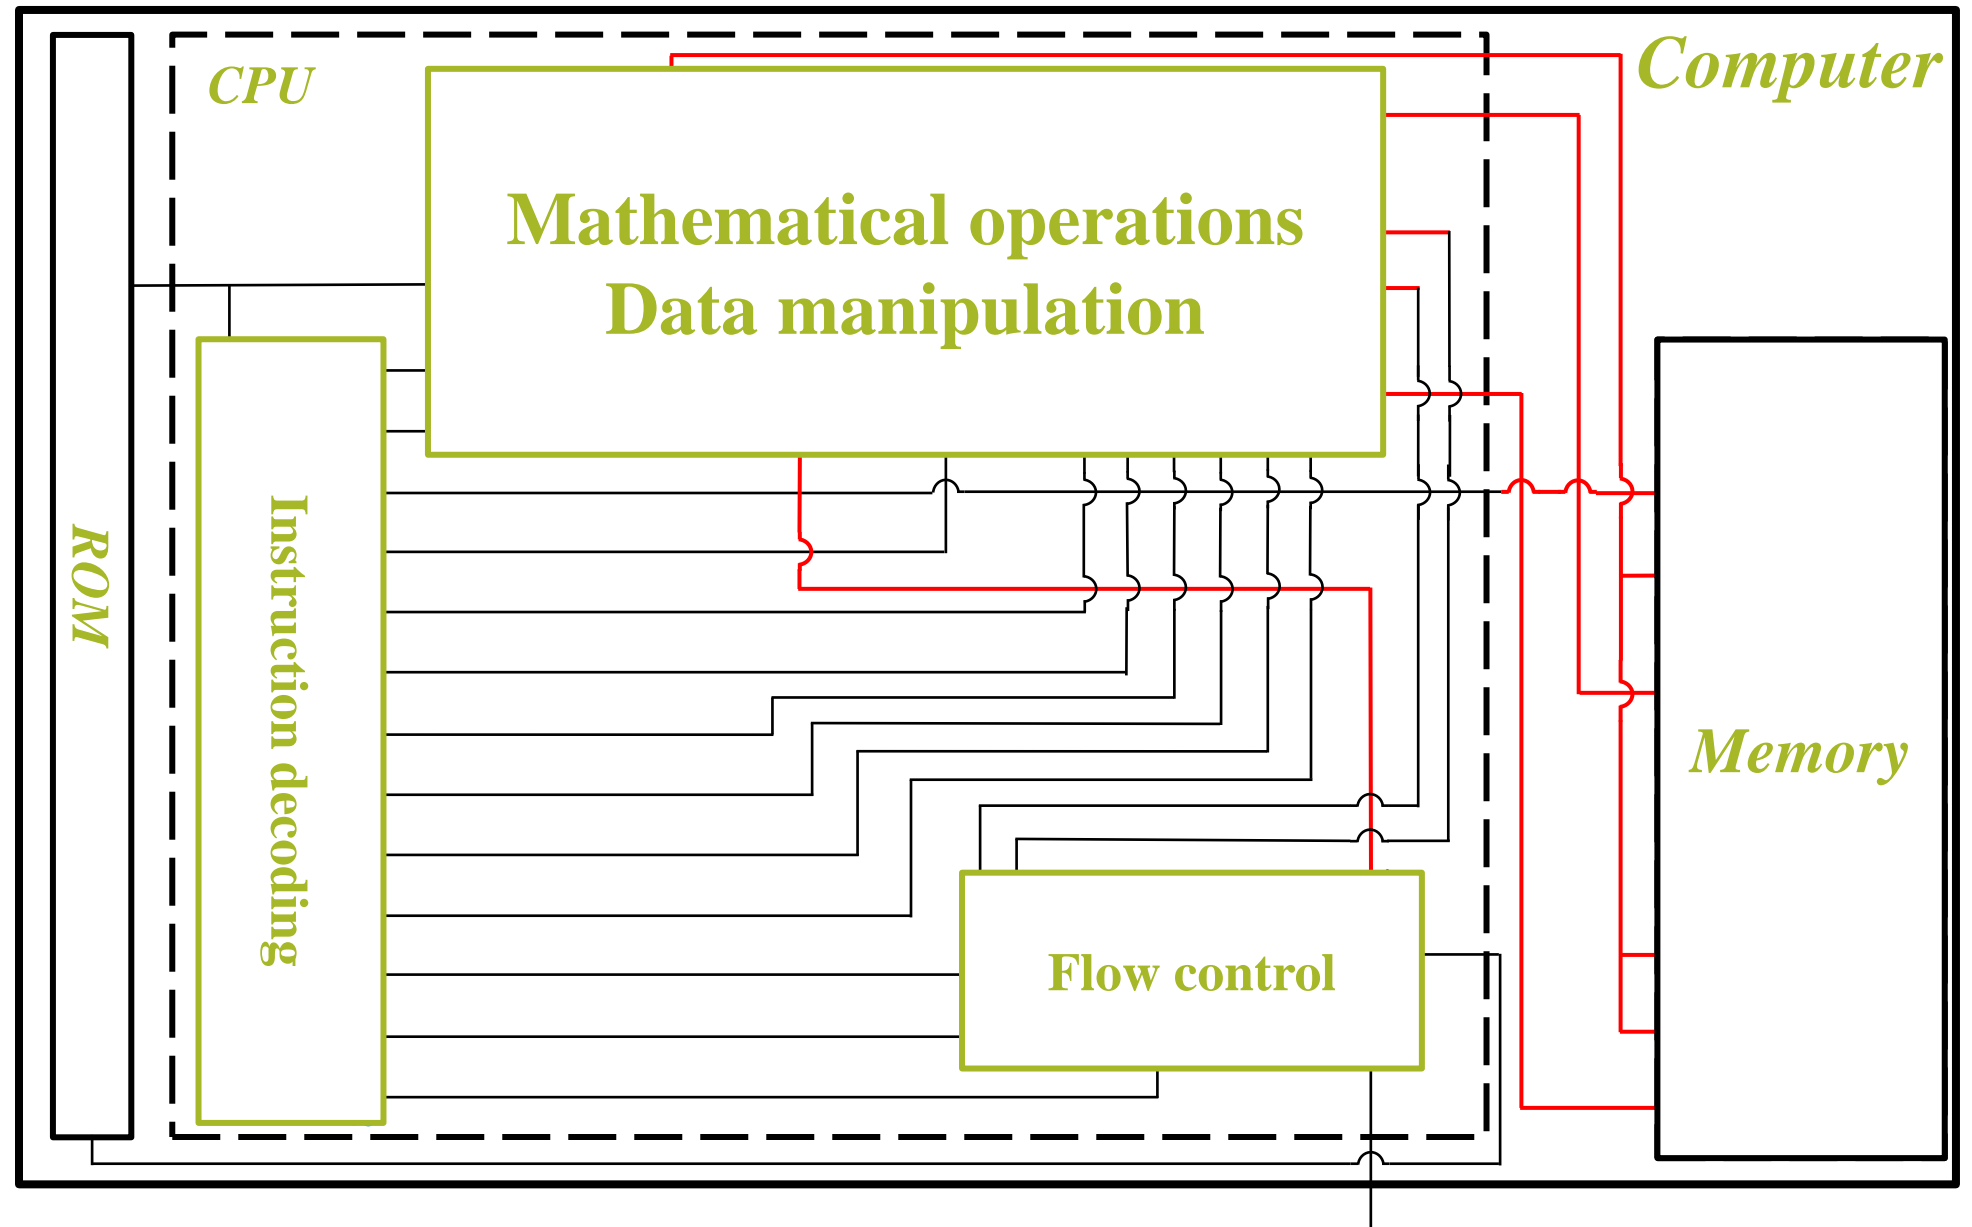 CPU
Computer
Mathematical operations
Data manipulation
ROM
Instruction decoding
Memory
Flow control